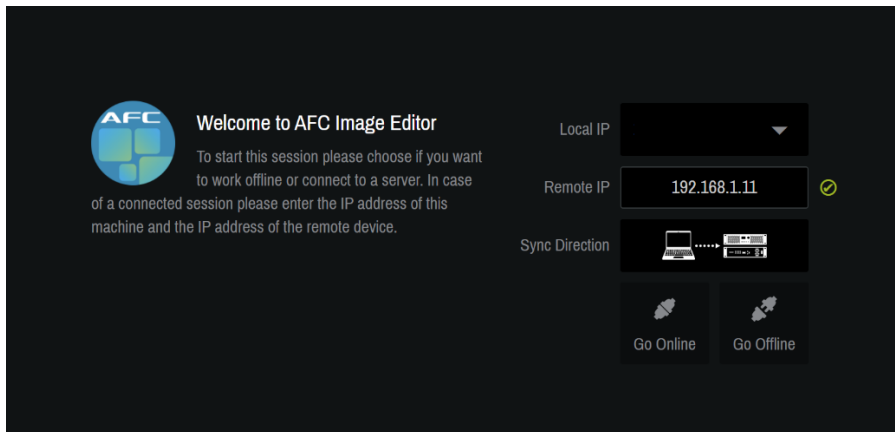 AFC
Welcome to AFC Image Editor
To start this session please choose if you want
to work offline or connect to a server. In case
of a connected session please enter the IP address of this
machine and the IP address of the remote device.
Local IP
Remote IP
192.168.1.11
Sync Direction
Go Online
Go Offline